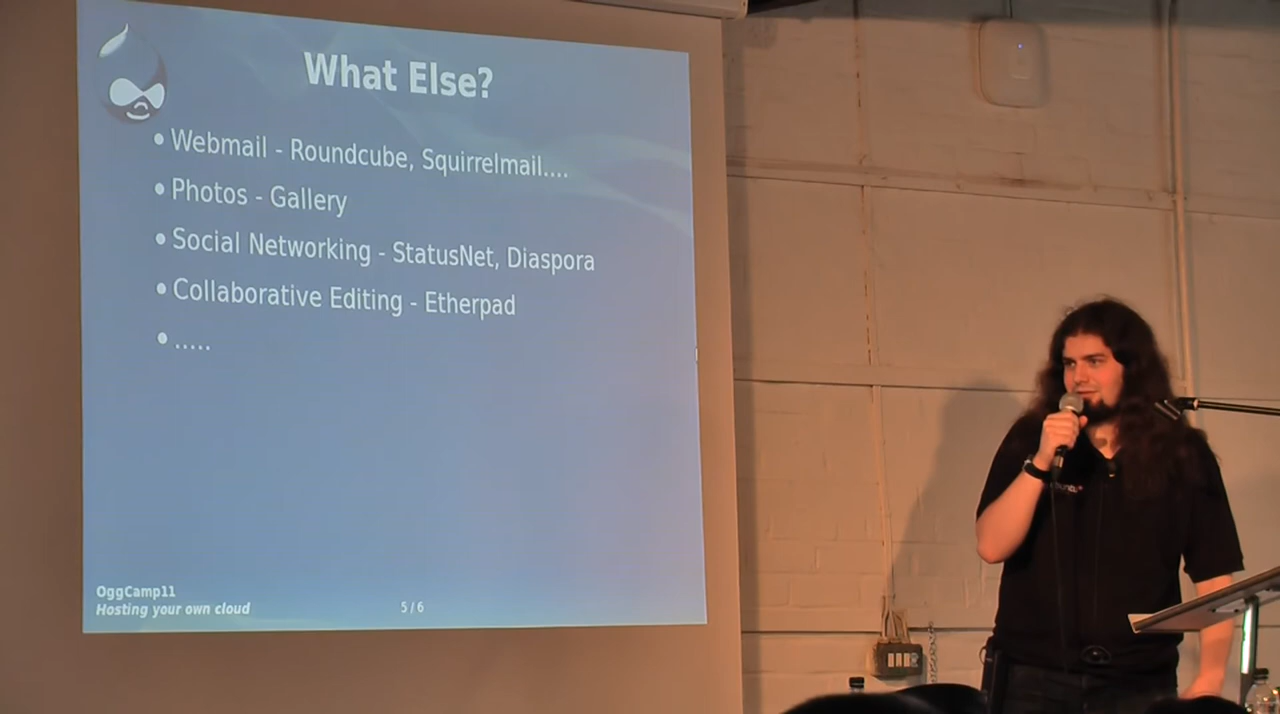 What Else?
• Webmail - Roundcube, Squirrelmail....
• Photos - Gallery
• Social Networking - StatusNet, Diaspora
• Collaborative Editing - Etherpad
• .....
OggCamp11
Hosting your own cloud
5 / 6